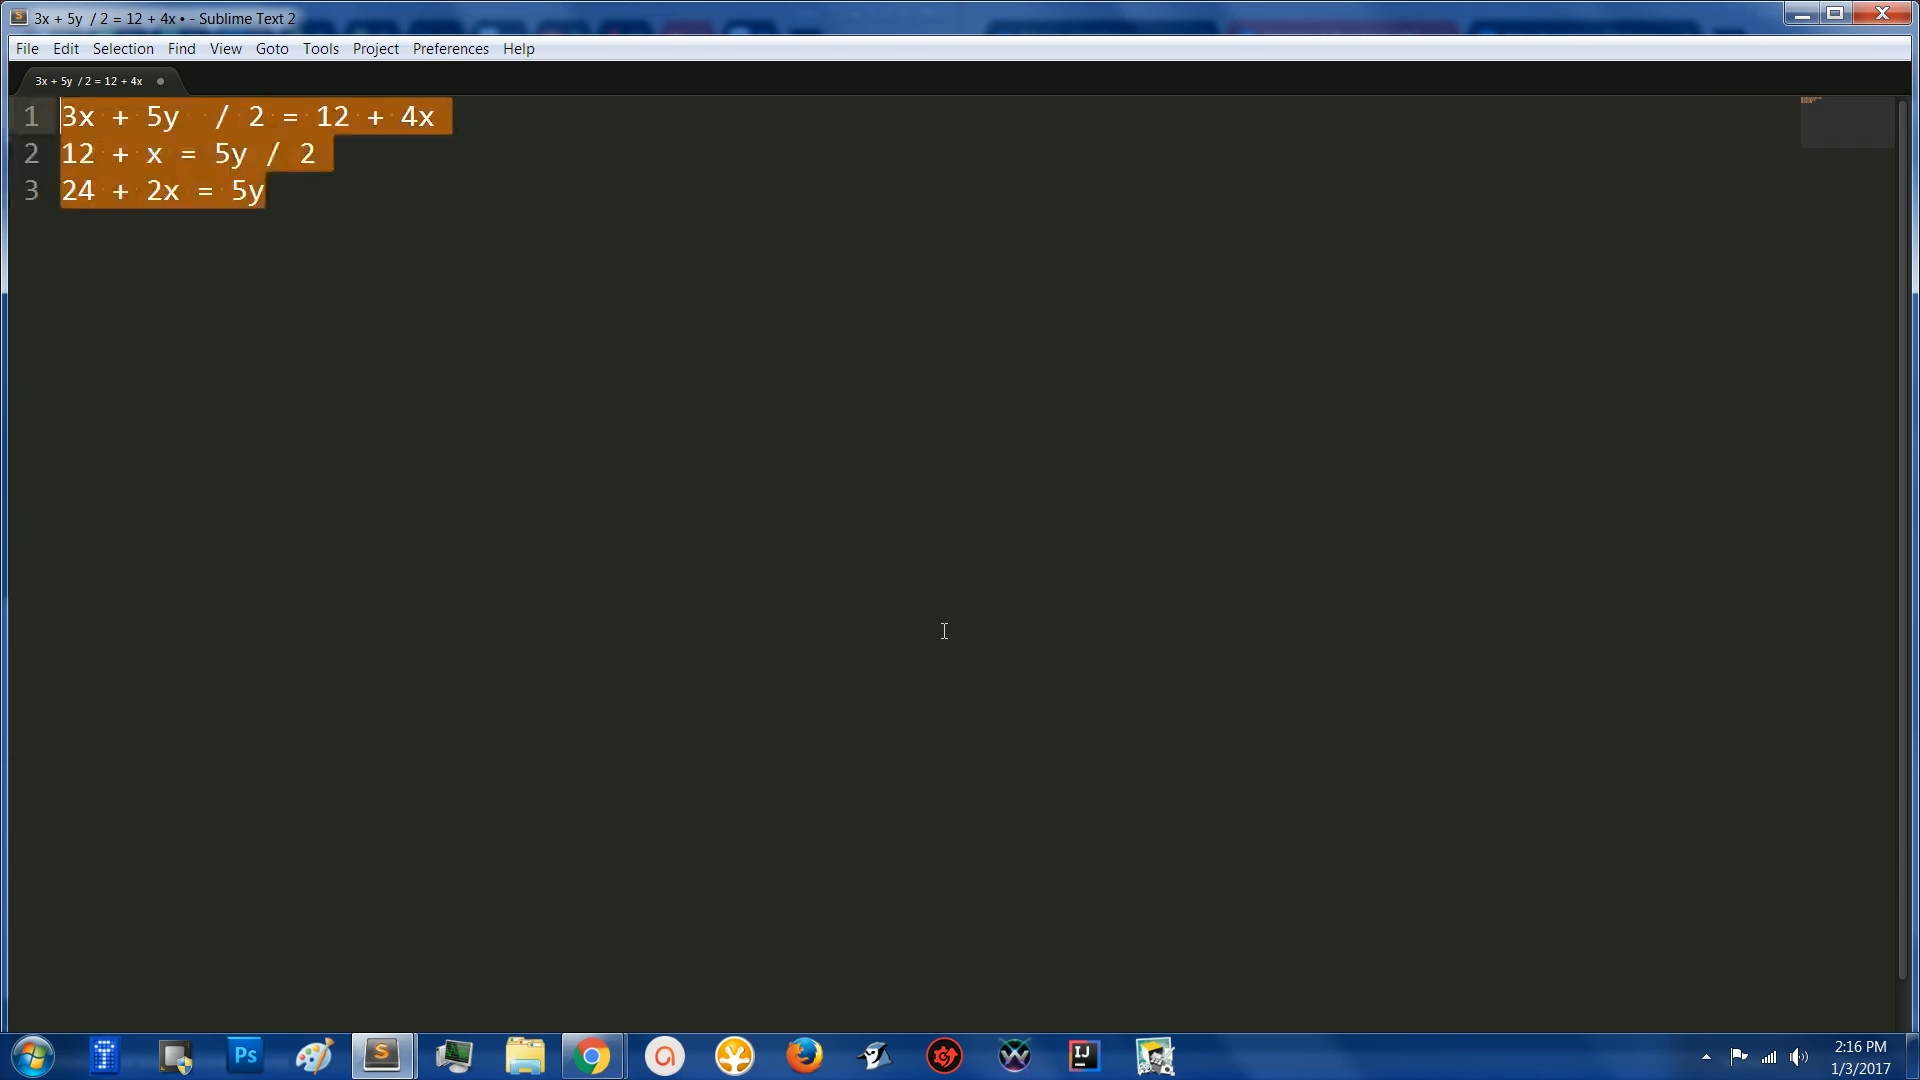 3x + 5y  / 2 = 12 + 4x • - Sublime Text 2
File Edit Selection Find View Goto Tools Project Preferences Help
3x + 5y  / 2 = 12 + 4x
1 3x + 5y  / 2 = 12 + 4x
2 12 + x = 5y / 2
3 24 + 2x = 5y
Ps
S
IJ
2:16 PM
1/3/2017